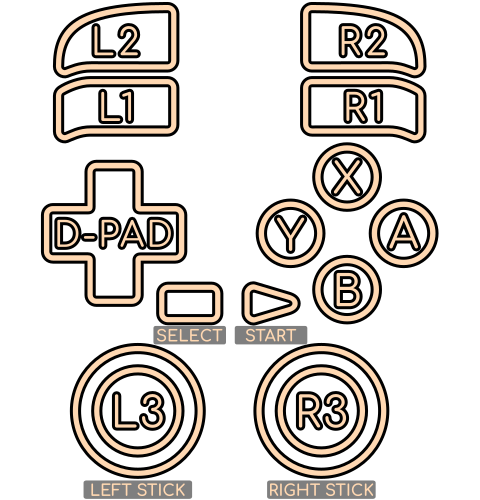 L2
R2
L1
R1
X
D-PAD
Y
A
B
SELECT
START
L3
R3
LEFT STICK
RIGHT STICK